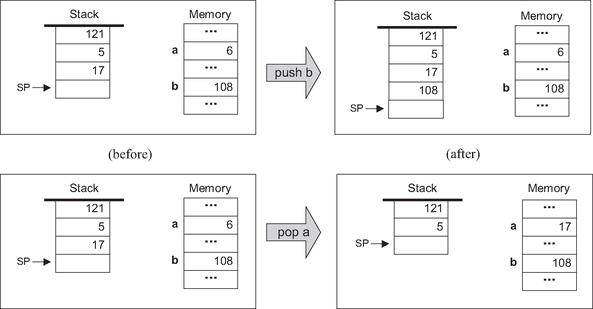 Stack Memory
121 ...
5 a 6
17 ...
SP b 108
...
push b
Stack Memory
121 ...
5 a 6
17 ...
108 b 108
SP ...
(before) (after)
Stack Memory
121 ...
5 a 6
17 ...
SP b 108
...
pop a
Stack Memory
121 ...
5 a 17
SP ...
b 108
...